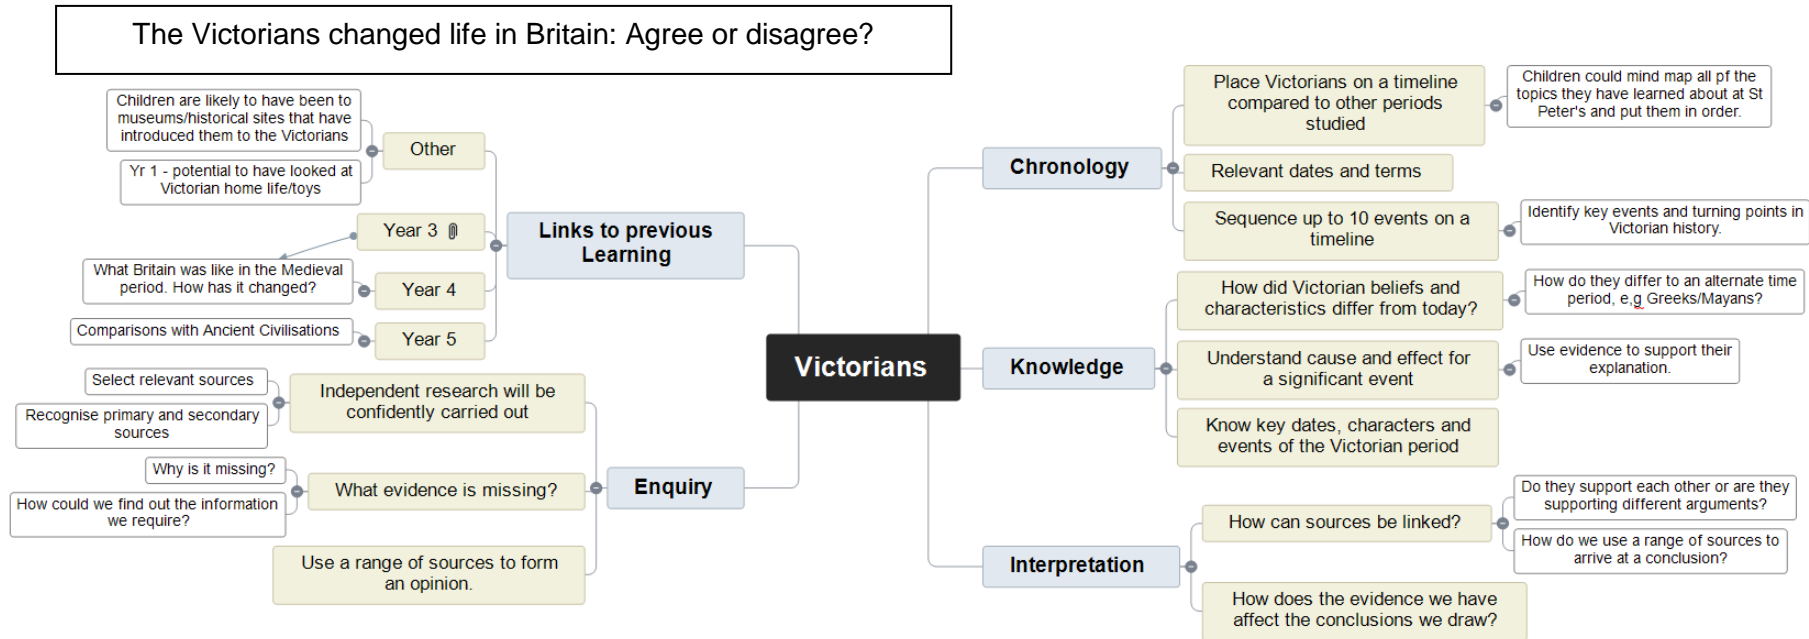 The Victorians changed life in Britain: Agree or disagree?
Children are likely to have been to
museums/historical sites that have
introduced them to the Victorians
Other
Yr 1 - potential to have looked at
Victorian home life/toys
Year 3
Links to previous
Learning
What Britain was like in the Medieval
period. How has it changed?
Year 4
Comparisons with Ancient Civilisations
Year 5
Select relevant sources
Independent research will be
confidently carried out
Recognise primary and secondary
sources
Why is it missing?
What evidence is missing?
How could we find out the information
we require?
Enquiry
Use a range of sources to form
an opinion.
Victorians
Chronology
Place Victorians on a timeline
compared to other periods
studied
Children could mind map all pf the
topics they have learned about at St
Peter's and put them in order.
Relevant dates and terms
Sequence up to 10 events on a
timeline
Identify key events and turning points in
Victorian history.
Knowledge
How did Victorian beliefs and
characteristics differ from today?
How do they differ to an alternate time
period, e,g Greeks/Mayans?
Understand cause and effect for
a significant event
Use evidence to support their
explanation.
Know key dates, characters and
events of the Victorian period
Interpretation
How can sources be linked?
Do they support each other or are they
supporting different arguments?
How do we use a range of sources to
arrive at a conclusion?
How does the evidence we have
affect the conclusions we draw?